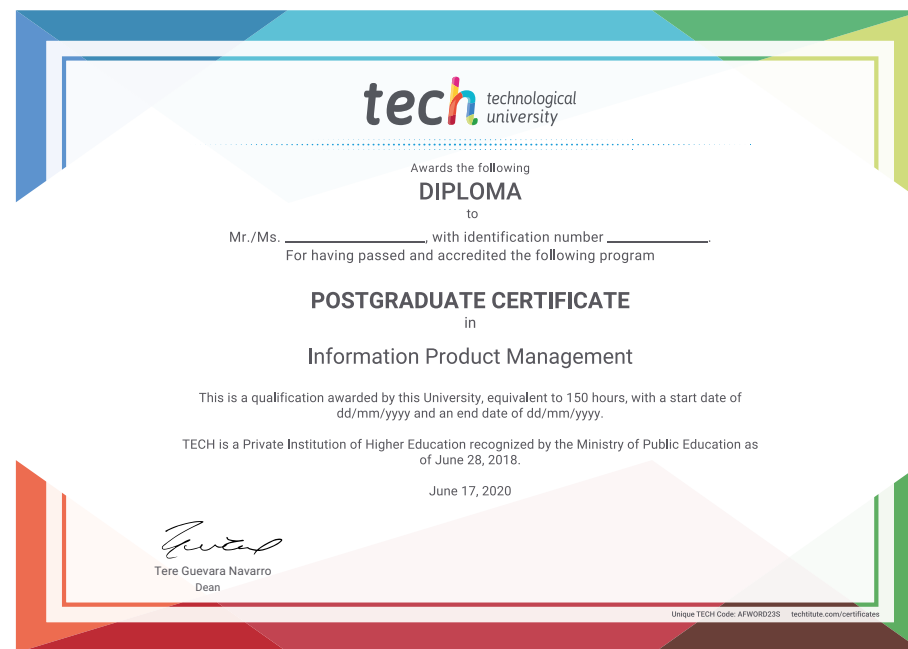 tech technological
university
Awards the following
DIPLOMA
to
Mr./Ms. ____________________, with identification number ______________.
For having passed and accredited the following program
POSTGRADUATE CERTIFICATE
in
Information Product Management
This is a qualification awarded by this University, equivalent to 150 hours, with a start date of
dd/mm/yyyy and an end date of dd/mm/yyyy.
TECH is a Private Institution of Higher Education recognized by the Ministry of Public Education as
of June 28, 2018.
June 17, 2020
Tere Guevara Navarro
Dean
Unique TECH Code: AFWORD23S techtitute.com/certificates